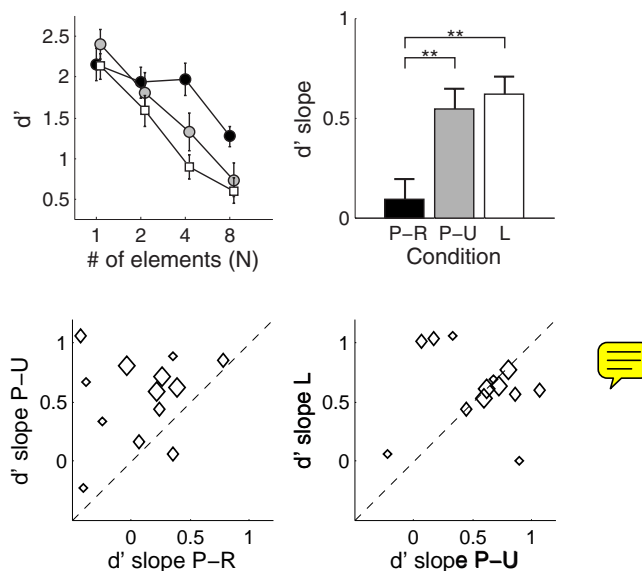 2.5
2
1.5
1
0.5
d'
1 2 4 8
# of elements (N)
1
0.5
0
d' slope
**
**
P−R P−U L
Condition
1
0.5
0
d' slope P−U
0 0.5 1
d' slope P−R
1
0.5
0
d' slope L
0 0.5 1
d' slope P−U